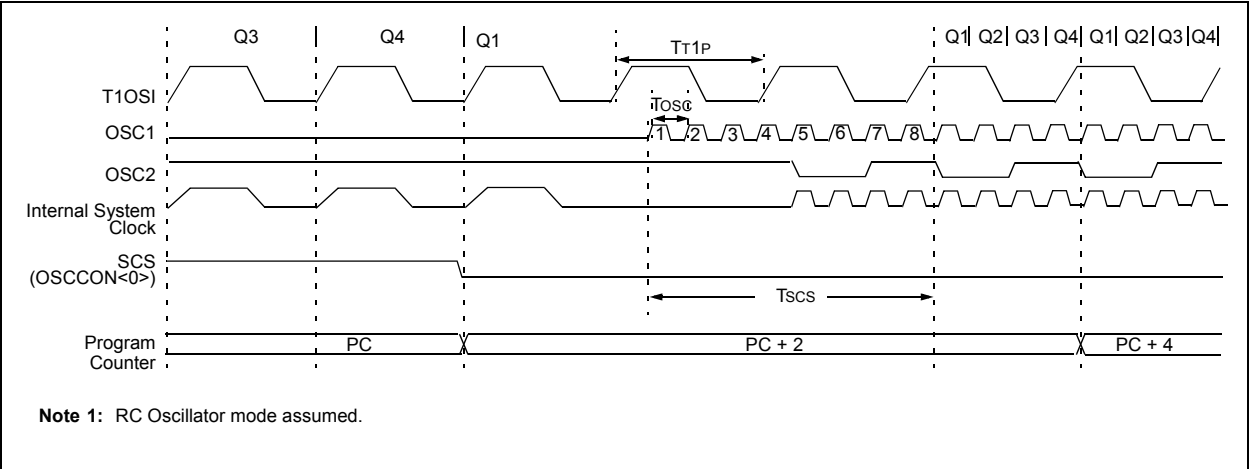 Q3 Q4 Q1 Q1 Q2 Q3 Q4 Q1 Q2 Q3 Q4
TT1P
T1OSI
TOSC
OSC1
1 2 3 4 5 6 7 8
OSC2
Internal System
Clock
SCS
(OSCCON<0>)
TSCS
Program
Counter
PC PC + 2 PC + 4
Note 1: RC Oscillator mode assumed.